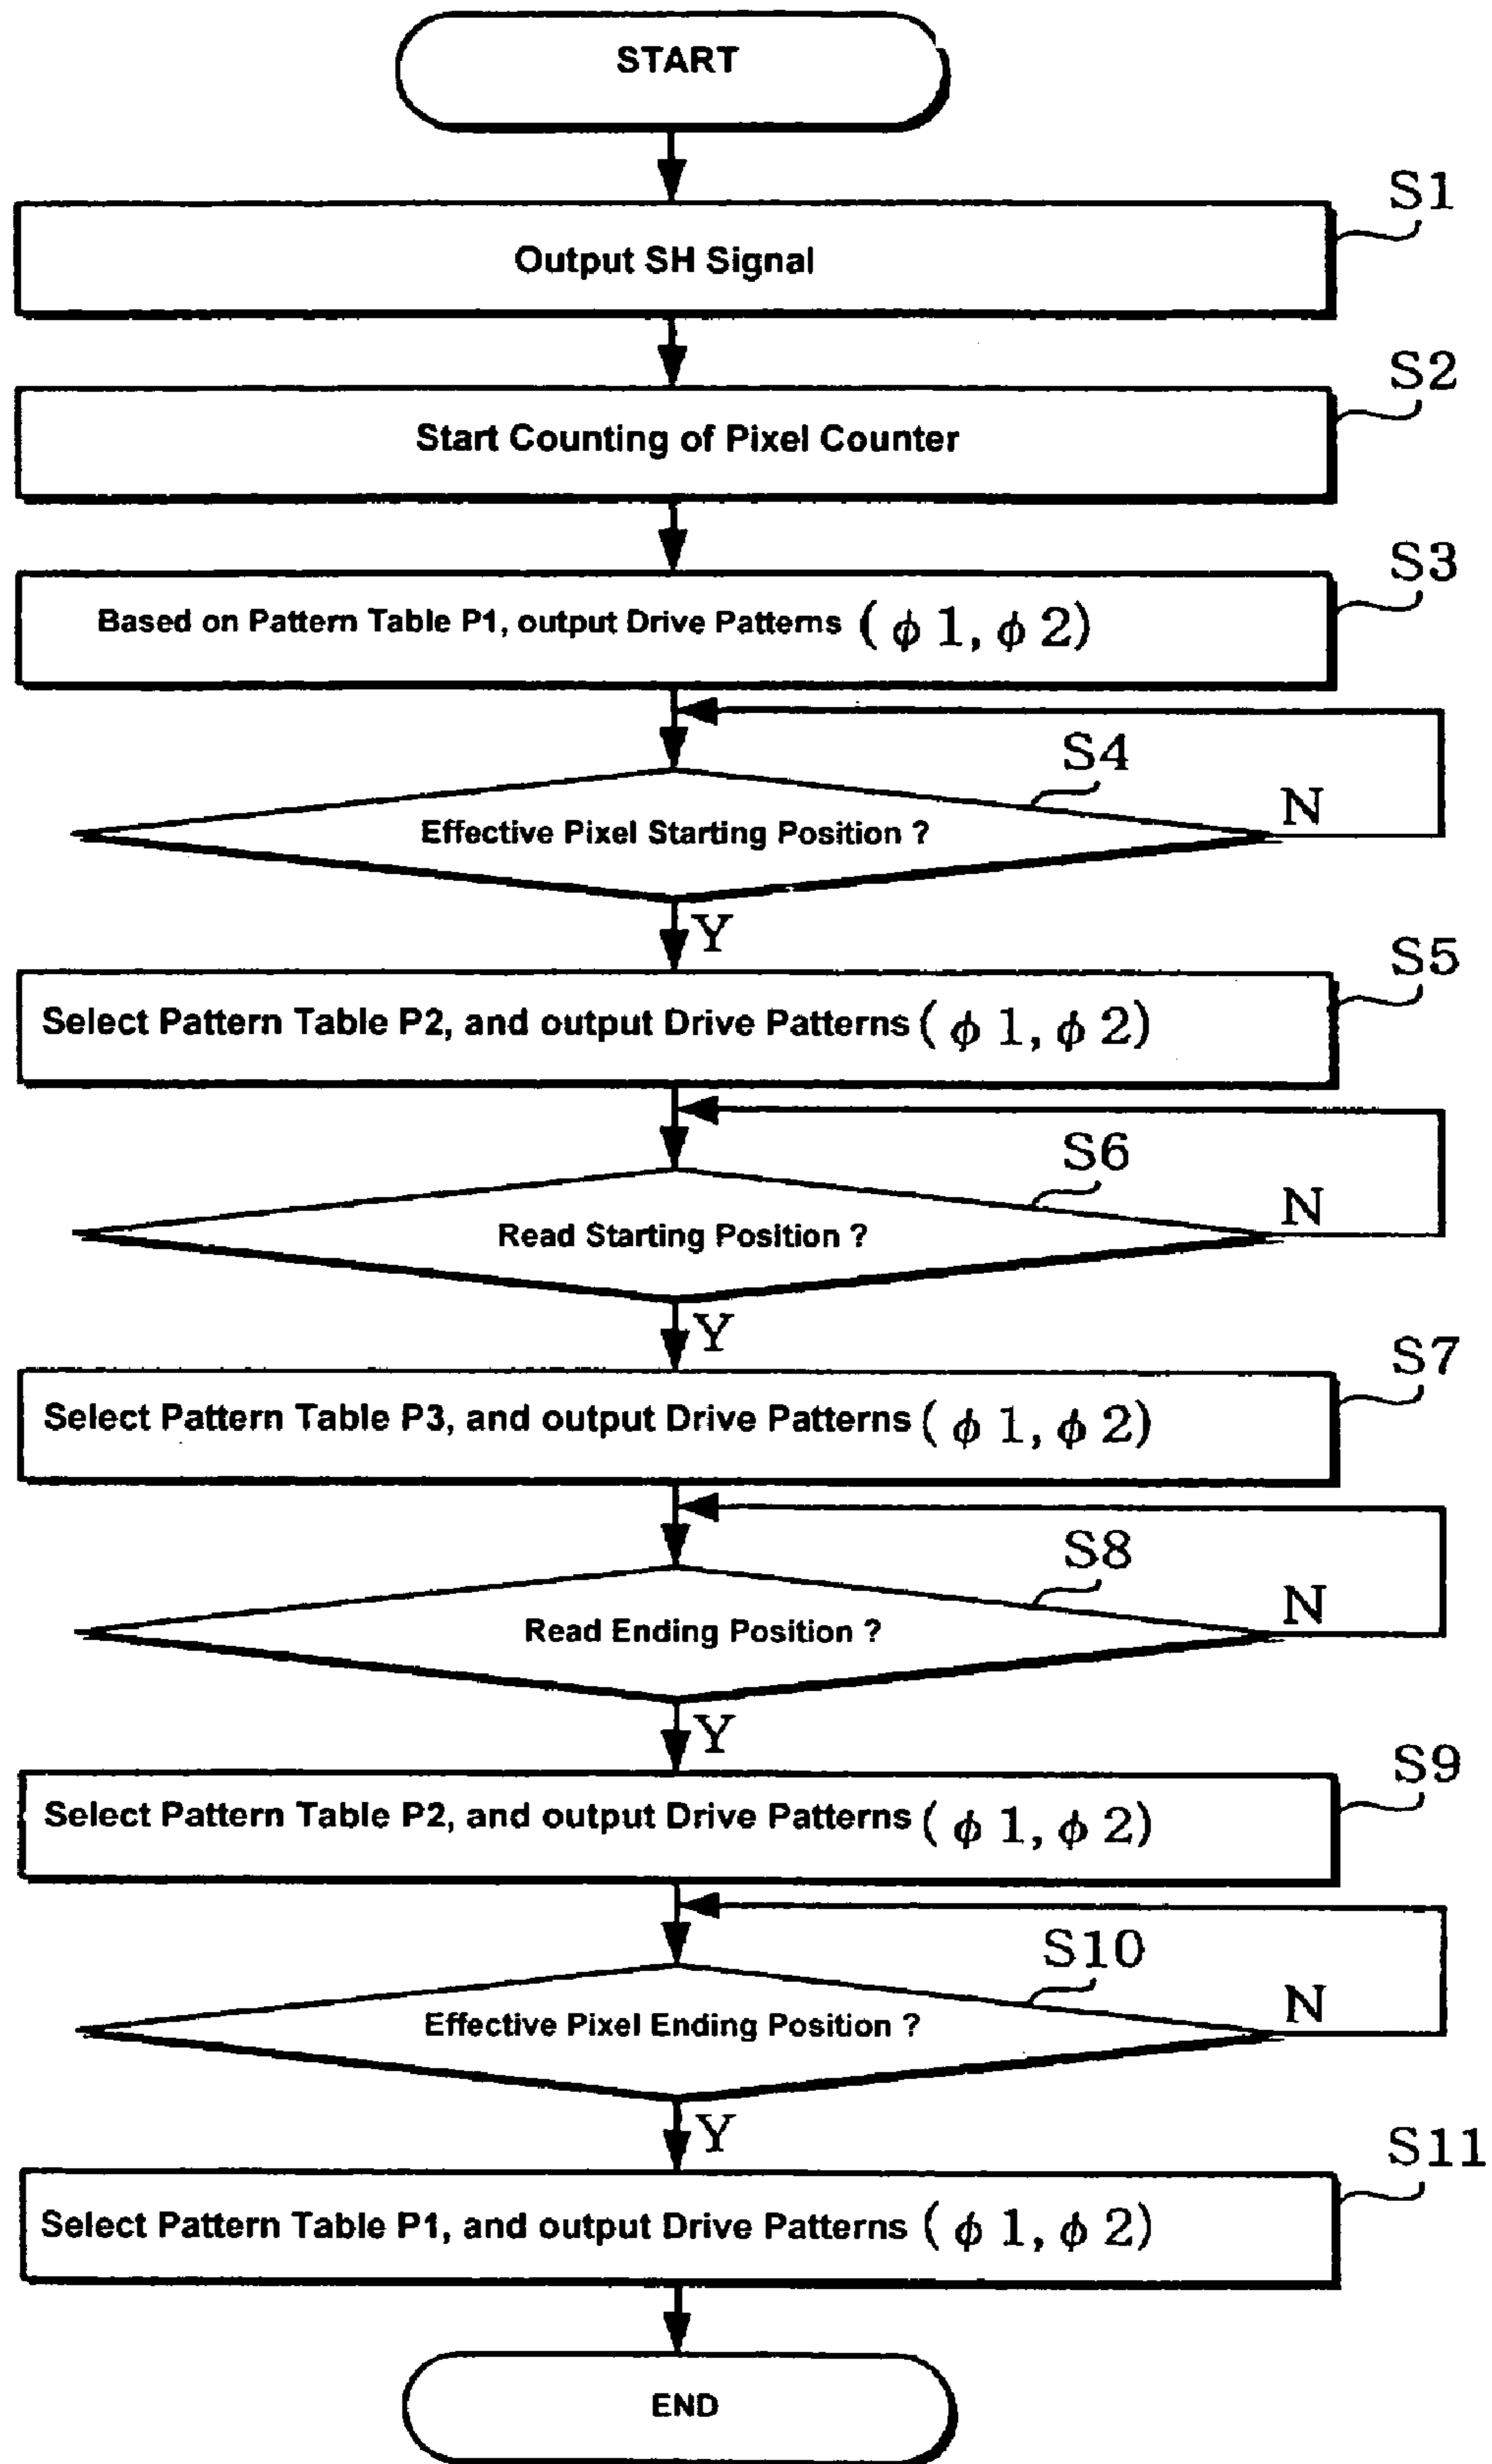 START
S1
Output SH Signal
S2
Start Counting of Pixel Counter
S3
Based on Pattern Table P1, output Drive Patterns (ϕ1, ϕ2)
S4
Effective Pixel Starting Position ?
N
Y
S5
Select Pattern Table P2, and output Drive Patterns (ϕ1, ϕ2)
S6
Read Starting Position ?
N
Y
S7
Select Pattern Table P3, and output Drive Patterns (ϕ1, ϕ2)
S8
Read Ending Position ?
N
Y
S9
Select Pattern Table P2, and output Drive Patterns (ϕ1, ϕ2)
S10
Effective Pixel Ending Position ?
N
Y
S11
Select Pattern Table P1, and output Drive Patterns (ϕ1, ϕ2)
END